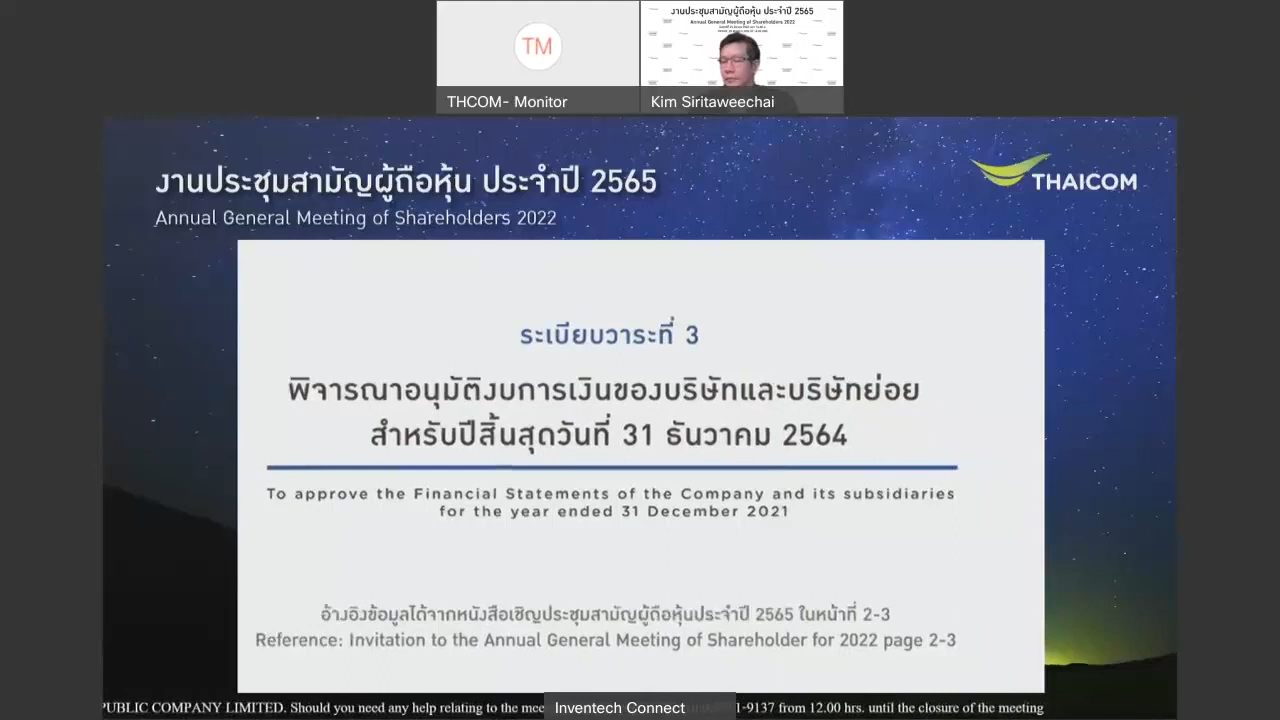 TM
THCOM- Monitor
งานประชุมสามัญผู้ถือหุ้น ประจำปี 2565
Annual General Meeting of Shareholders 2022
Kim Siritaweechai
งานประชุมสามัญผู้ถือหุ้น ประจำปี 2565
Annual General Meeting of Shareholders 2022
THAICOM
ระเบียบวาระที่ 3
พิจารณาอนุมัติงบการเงินของบริษัทและบริษัทย่อย
สำหรับปีสิ้นสุดวันที่ 31 ธันวาคม 2564
To approve the Financial Statements of the Company and its subsidiaries
for the year ended 31 December 2021
อ้างอิงข้อมูลได้จากหนังสือเชิญประชุมสามัญผู้ถือหุ้นประจำปี 2565 ในหน้าที่ 2-3
Reference: Invitation to the Annual General Meeting of Shareholder for 2022 page 2-3
PUBLIC COMPANY LIMITED. Should you need any help relating to the 1-9137 from 12.00 hrs. until the closure of the meeting
Inventech Connect